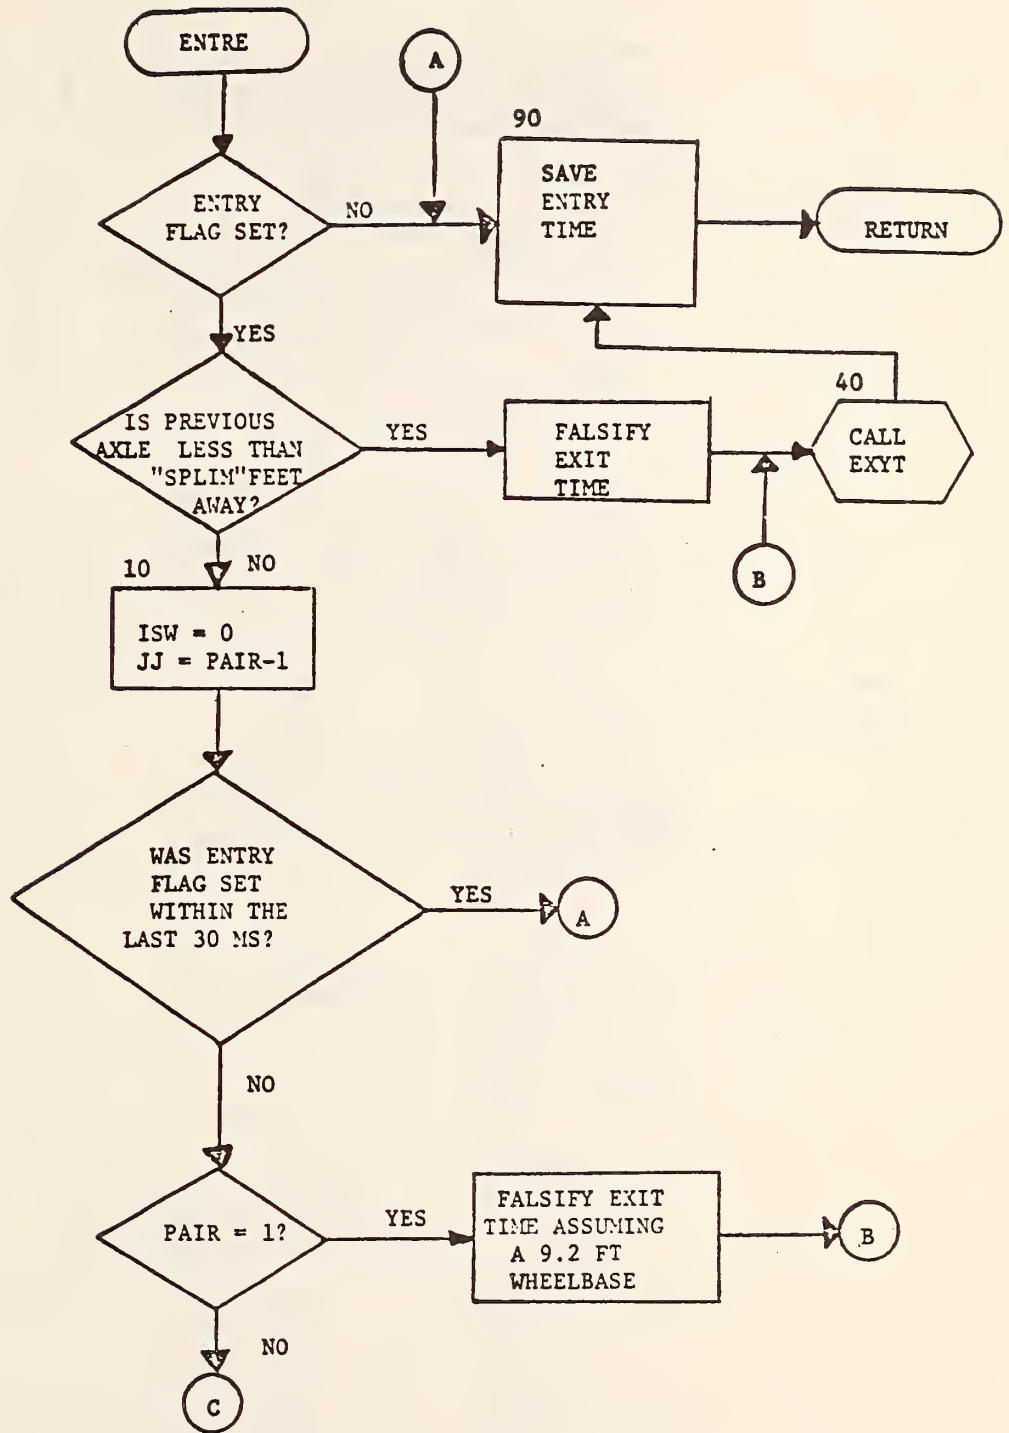 ENTRE
A
90
ENTRY
FLAG SET?
NO
SAVE
ENTRY
TIME
RETURN
YES
IS PREVIOUS
AXLE LESS THAN
"SPLIM"FEET
AWAY?
YES
FALSIFY
EXIT
TIME
40
CALL
EXYT
B
NO
10
ISW = 0
JJ = PAIR-1
WAS ENTRY
FLAG SET
WITHIN THE
LAST 30 MS?
YES
A
NO
PAIR = 1?
YES
FALSIFY EXIT
TIME ASSUMING
A 9.2 FT
WHEELBASE
B
NO
C